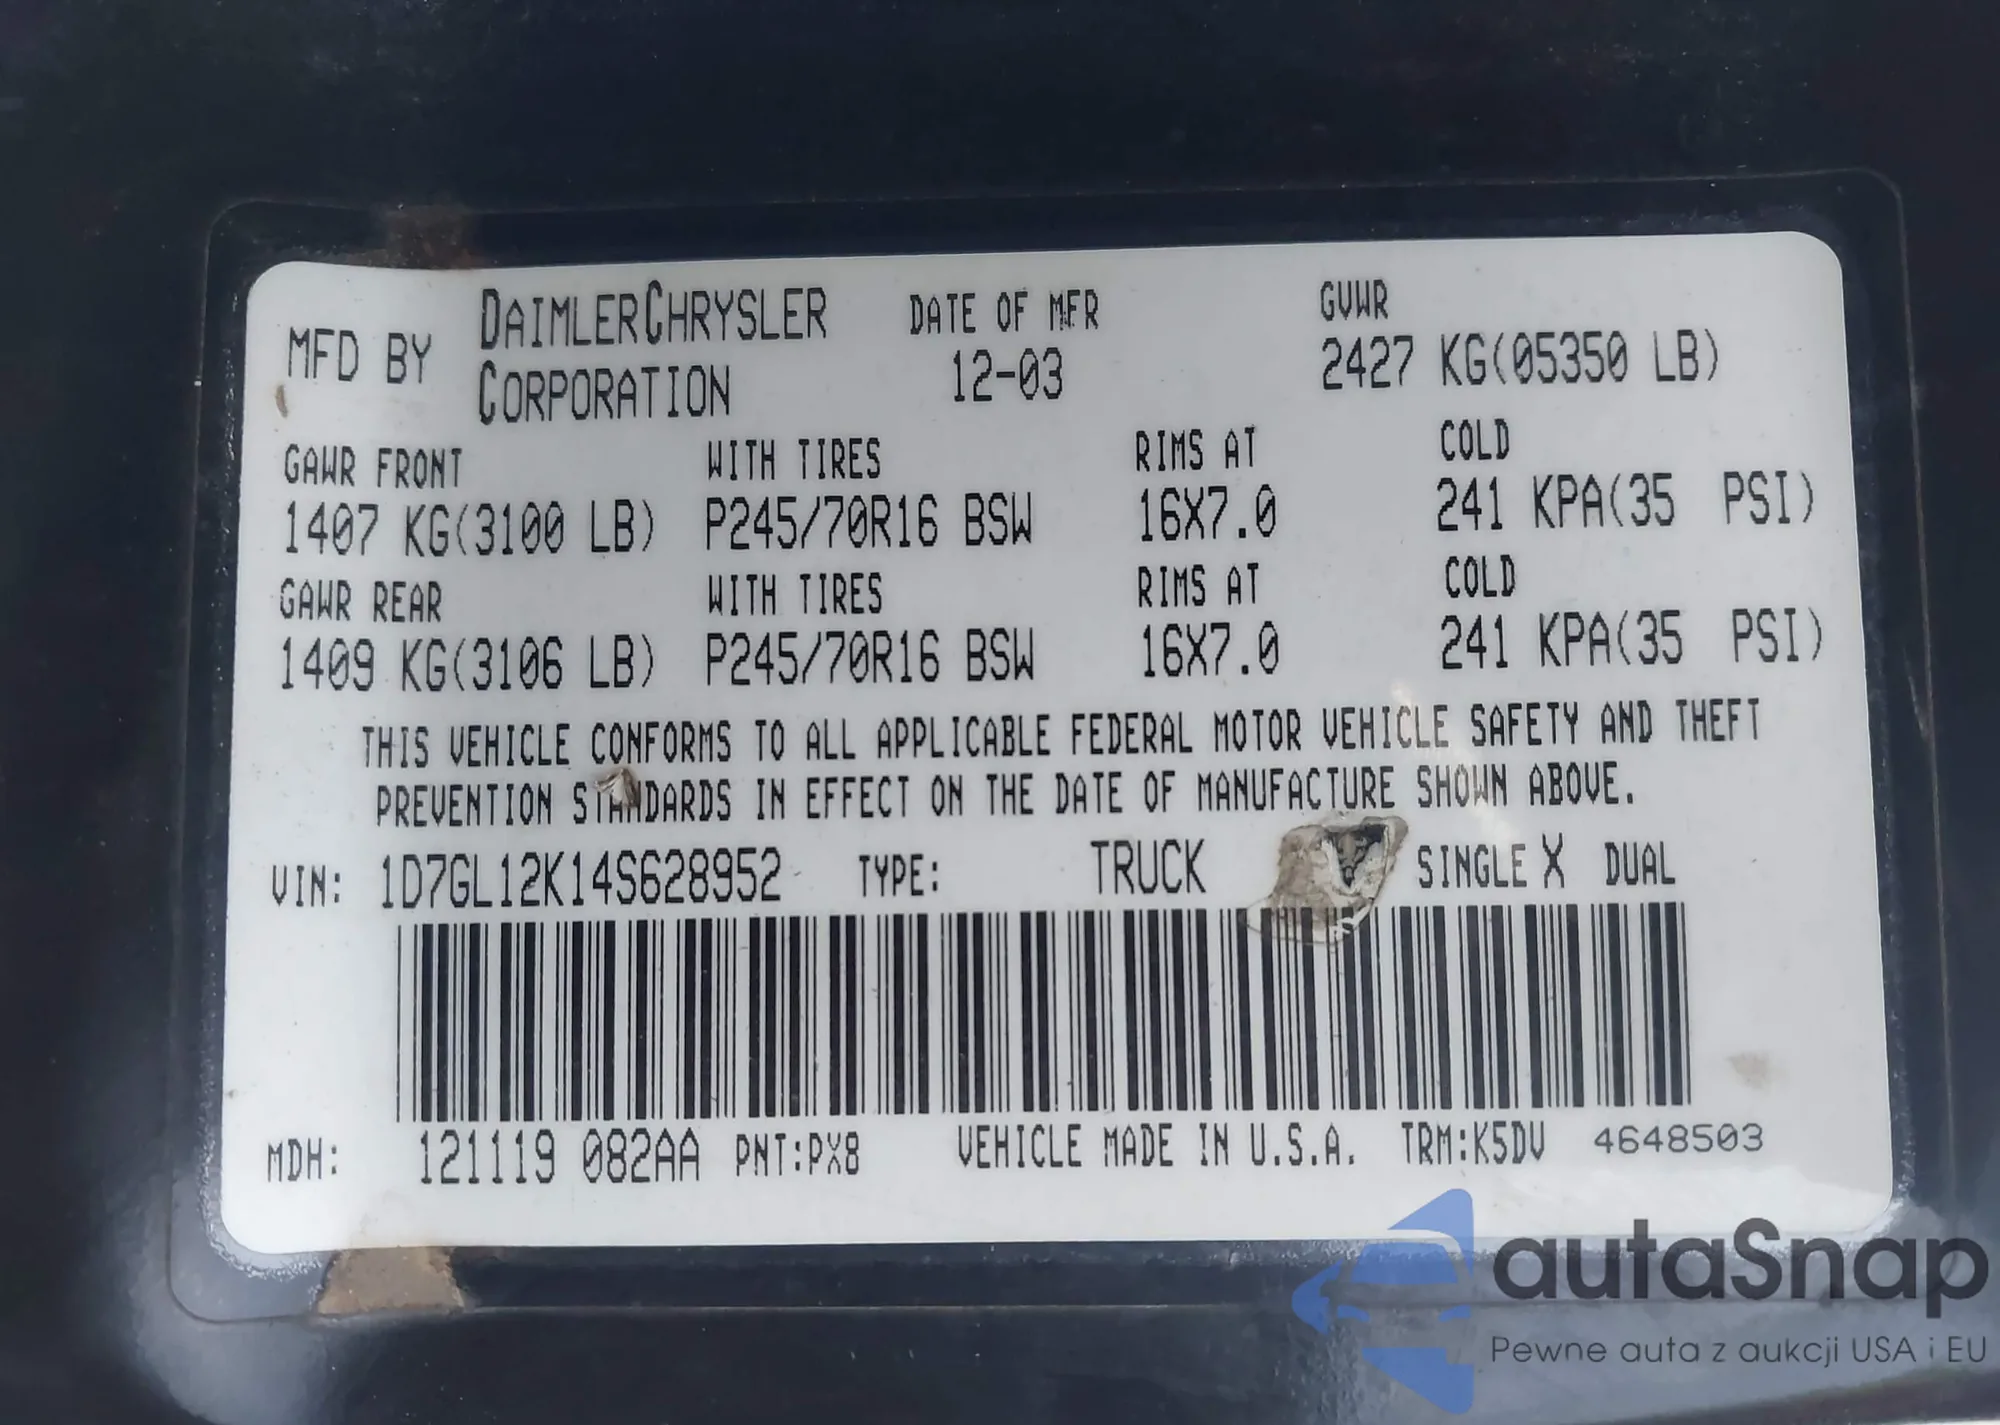 MFD BY DAIMLERCHRYSLER CORPORATION DATE OF MFR 12-03 GVWR 2427 KG(05350 LB)
GAWR FRONT WITH TIRES RIMS AT COLD
1407 KG(3100 LB) P245/70R16 BSW 16X7.0 241 KPA(35 PSI)
GAWR REAR WITH TIRES RIMS AT COLD
1409 KG(3106 LB) P245/70R16 BSW 16X7.0 241 KPA(35 PSI)
THIS VEHICLE CONFORMS TO ALL APPLICABLE FEDERAL MOTOR VEHICLE SAFETY AND THEFT
PREVENTION STANDARDS IN EFFECT ON THE DATE OF MANUFACTURE SHOWN ABOVE.
VIN: 1D7GL12K14S628952 TYPE: TRUCK SINGLE X DUAL
MDH: 121119 082AA PNT:PX8 VEHICLE MADE IN U.S.A. TRM:K5DV 4648503
autaSnap
Pewne auta z aukcji USA i EU